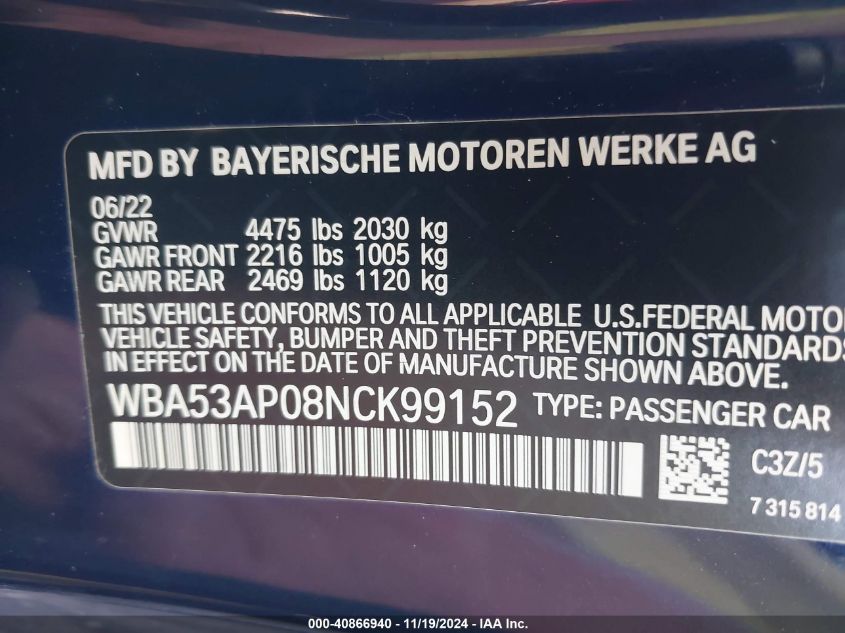 MFD BY BAYERISCHE MOTOREN WERKE AG
06/22
GVWR 4475 lbs 2030 kg
GAWR FRONT 2216 lbs 1005 kg
GAWR REAR 2469 lbs 1120 kg
THIS VEHICLE CONFORMS TO ALL APPLICABLE U.S.FEDERAL MOTO
VEHICLE SAFETY, BUMPER AND THEFT PREVENTION STANDARDS
IN EFFECT ON THE DATE OF MANUFACTURE SHOWN ABOVE.
WBA53AP08NCK99152 TYPE: PASSENGER CAR
C3Z/5
7 315 814
000-40866940 - 11/19/2024 - IAA Inc.